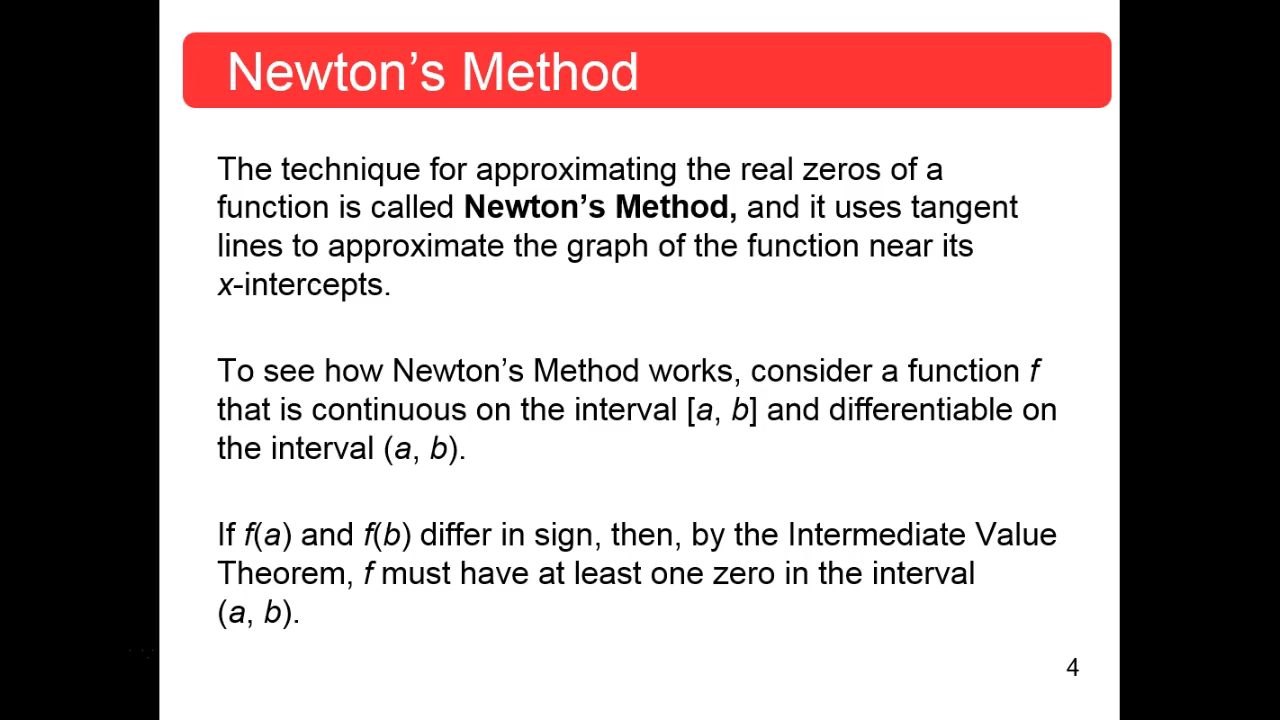 Newton’s Method
The technique for approximating the real zeros of a
function is called Newton’s Method, and it uses tangent
lines to approximate the graph of the function near its
x-intercepts.
To see how Newton’s Method works, consider a function f
that is continuous on the interval [a, b] and differentiable on
the interval (a, b).
If f(a) and f(b) differ in sign, then, by the Intermediate Value
Theorem, f must have at least one zero in the interval
(a, b).
4